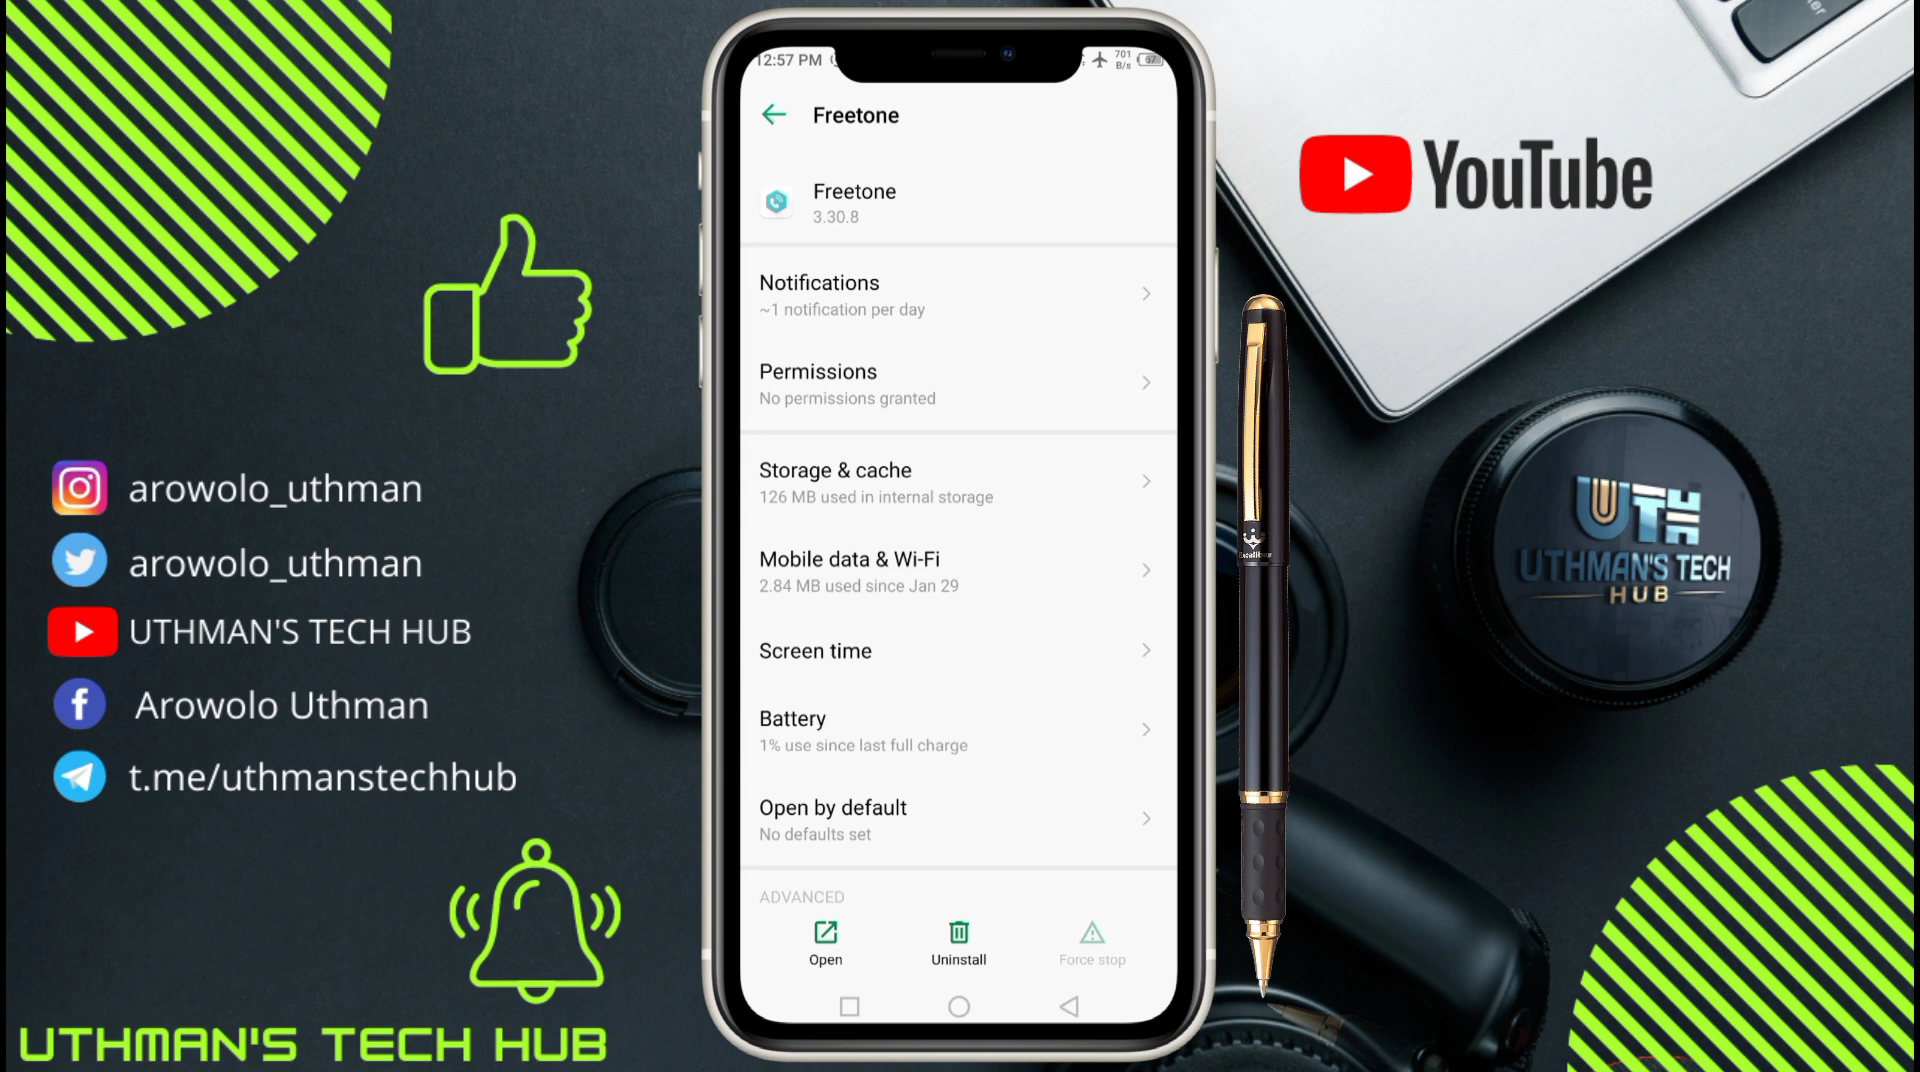 12:57 PM
701
B/s
67
Freetone
Freetone
3.30.8
Notifications
~1 notification per day
Permissions
No permissions granted
Storage & cache
126 MB used in internal storage
Mobile data & Wi-Fi
2.84 MB used since Jan 29
Screen time
Battery
1% use since last full charge
Open by default
No defaults set
ADVANCED
Open
Uninstall
Force stop
arowolo_uthman
arowolo_uthman
UTHMAN'S TECH HUB
Arowolo Uthman
t.me/uthmanstechhub
UTHMAN'S TECH HUB
YouTube
UTH
UTHMAN'S TECH
HUB